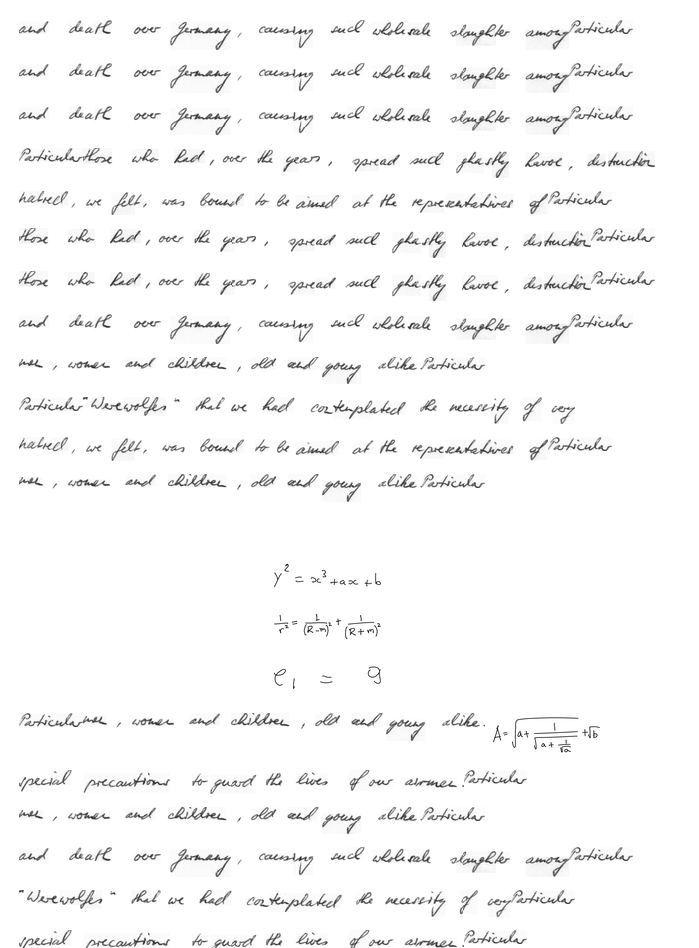 and death over Germany, causing such wholesale slaughter among Particular
and death over Germany, causing such wholesale slaughter among Particular
and death over Germany, causing such wholesale slaughter among Particular
Particular those who had, over the years, spread such ghastly havoc, destruction
hatred, we felt, was bound to be aimed at the representatives of Particular
those who had, over the years, spread such ghastly havoc, destruction Particular
those who had, over the years, spread such ghastly havoc, destruction Particular
and death over Germany, causing such wholesale slaughter among Particular
men, women and children, old and young alike Particular
Particular "Werewolfes" that we had contemplated the necessity of very
hatred, we felt, was bound to be aimed at the representatives of Particular
men, women and children, old and young alike Particular
y^2 = x^3 + ax + b
\frac{1}{r^2} = \frac{1}{(R-m)^2} + \frac{1}{(R+m)^2}
e_1 = 9
Particular men, women and children, old and young alike. A = \sqrt{a + \frac{1}{\sqrt{a + \frac{1}{\sqrt{a}}}}} + \sqrt{b}
special precautions to guard the lives of our airmen. Particular
men, women and children, old and young alike Particular
and death over Germany, causing such wholesale slaughter among Particular
"Werewolfes" that we had contemplated the necessity of very Particular
special precautions to guard the lives of our airmen. Particular